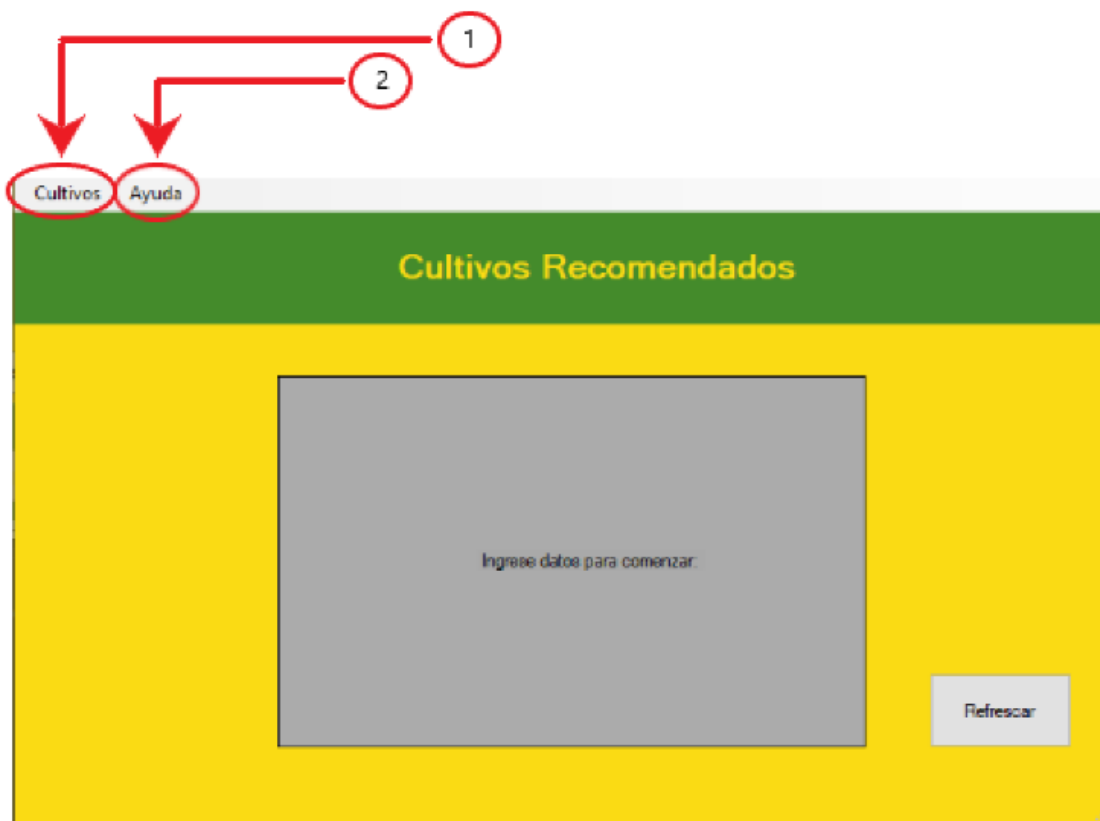 1
2
Cultivos Ayuda
Cultivos Recomendados
Ingrese datos para comenzar.
Refrescar